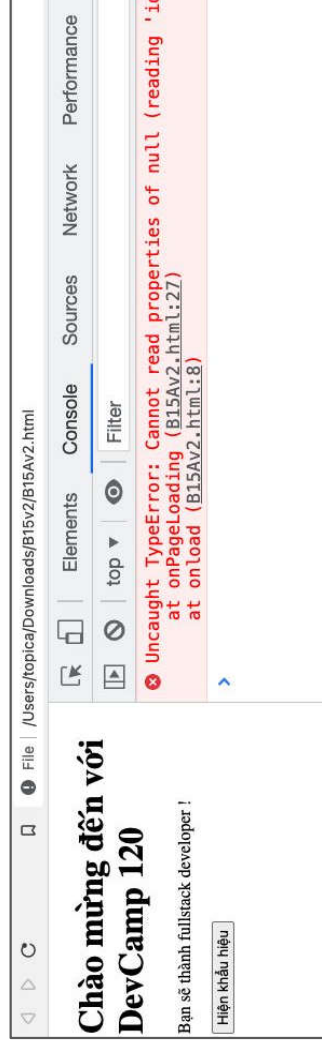 File | /Users/topica/Downloads/B15v2/B15Av2.html
Chào mừng đến với
DevCamp 120
Bạn sẽ thành fullstack developer !
Hiện khẩu hiệu
Elements Console Sources Network Performance
top ▾ Filter
Uncaught TypeError: Cannot read properties of null (reading 'id
at onPageLoading (B15Av2.html:27)
at onload (B15Av2.html:8)